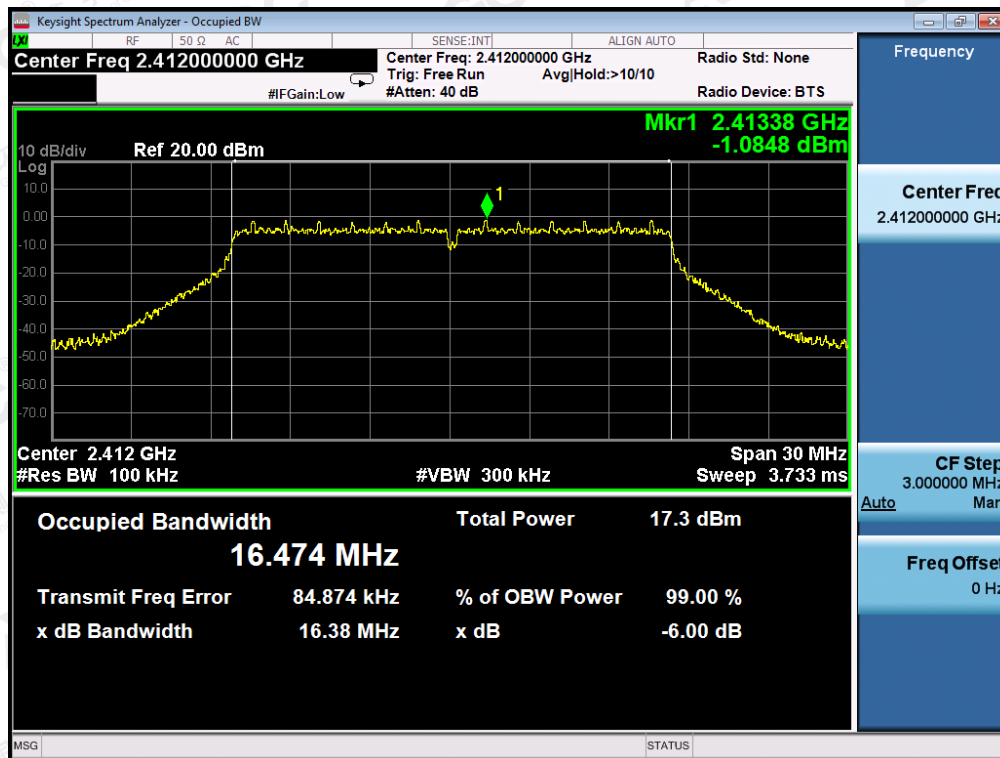 Keysight Spectrum Analyzer - Occupied BW
LXI RF 50 Ω AC SENSE:INT ALIGN AUTO
Center Freq 2.412000000 GHz
Center Freq: 2.412000000 GHz Radio Std: None
Trig: Free Run Avg|Hold:>10/10
#IFGain:Low #Atten: 40 dB Radio Device: BTS
Mkr1 2.41338 GHz
-1.0848 dBm
10 dB/div Ref 20.00 dBm
Log
10.0
1
0.00
-10.0
-20.0
-30.0
-40.0
-50.0
-60.0
-70.0
Center 2.412 GHz Span 30 MHz
#Res BW 100 kHz #VBW 300 kHz Sweep 3.733 ms
Occupied Bandwidth Total Power 17.3 dBm
16.474 MHz
Transmit Freq Error 84.874 kHz % of OBW Power 99.00 %
x dB Bandwidth 16.38 MHz x dB -6.00 dB
MSG STATUS
Frequency
Center Freq
2.412000000 GHz
CF Step
3.000000 MHz
Auto Man
Freq Offset
0 Hz